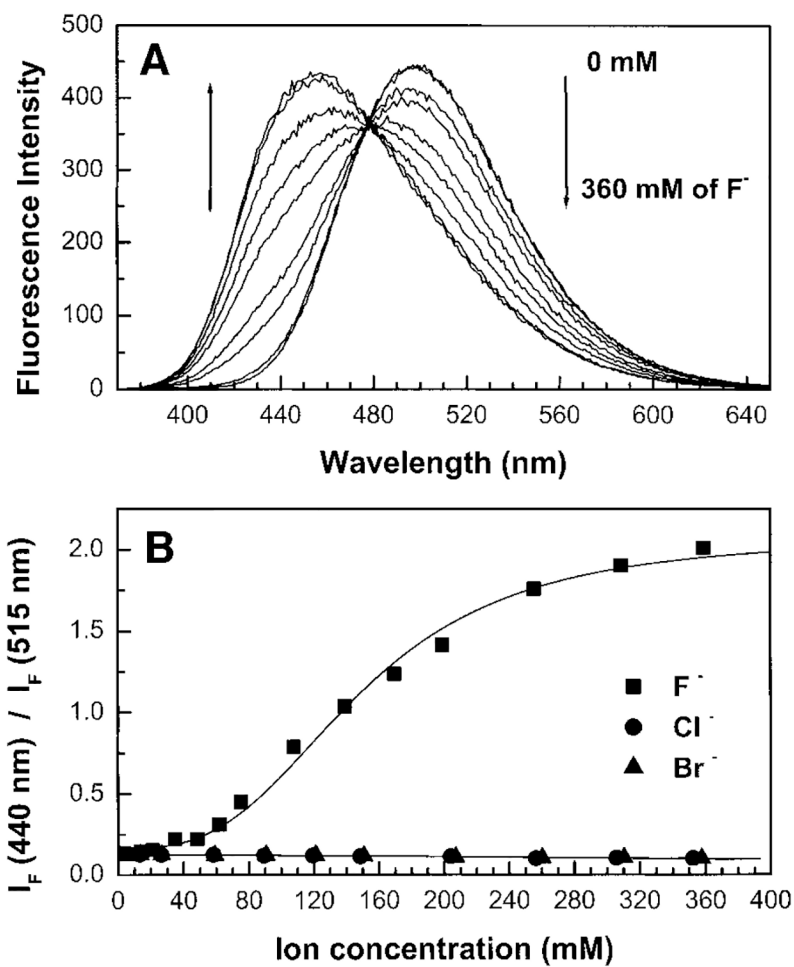 500
400
300
200
100
0
Fluorescence Intensity
A
0 mM
360 mM of F-
400 440 480 520 560 600 640
Wavelength (nm)
2.0
1.5
1.0
0.5
0.0
I_F (440 nm) / I_F (515 nm)
B
F -
Cl -
Br -
0 40 80 120 160 200 240 280 320 360 400
Ion concentration (mM)